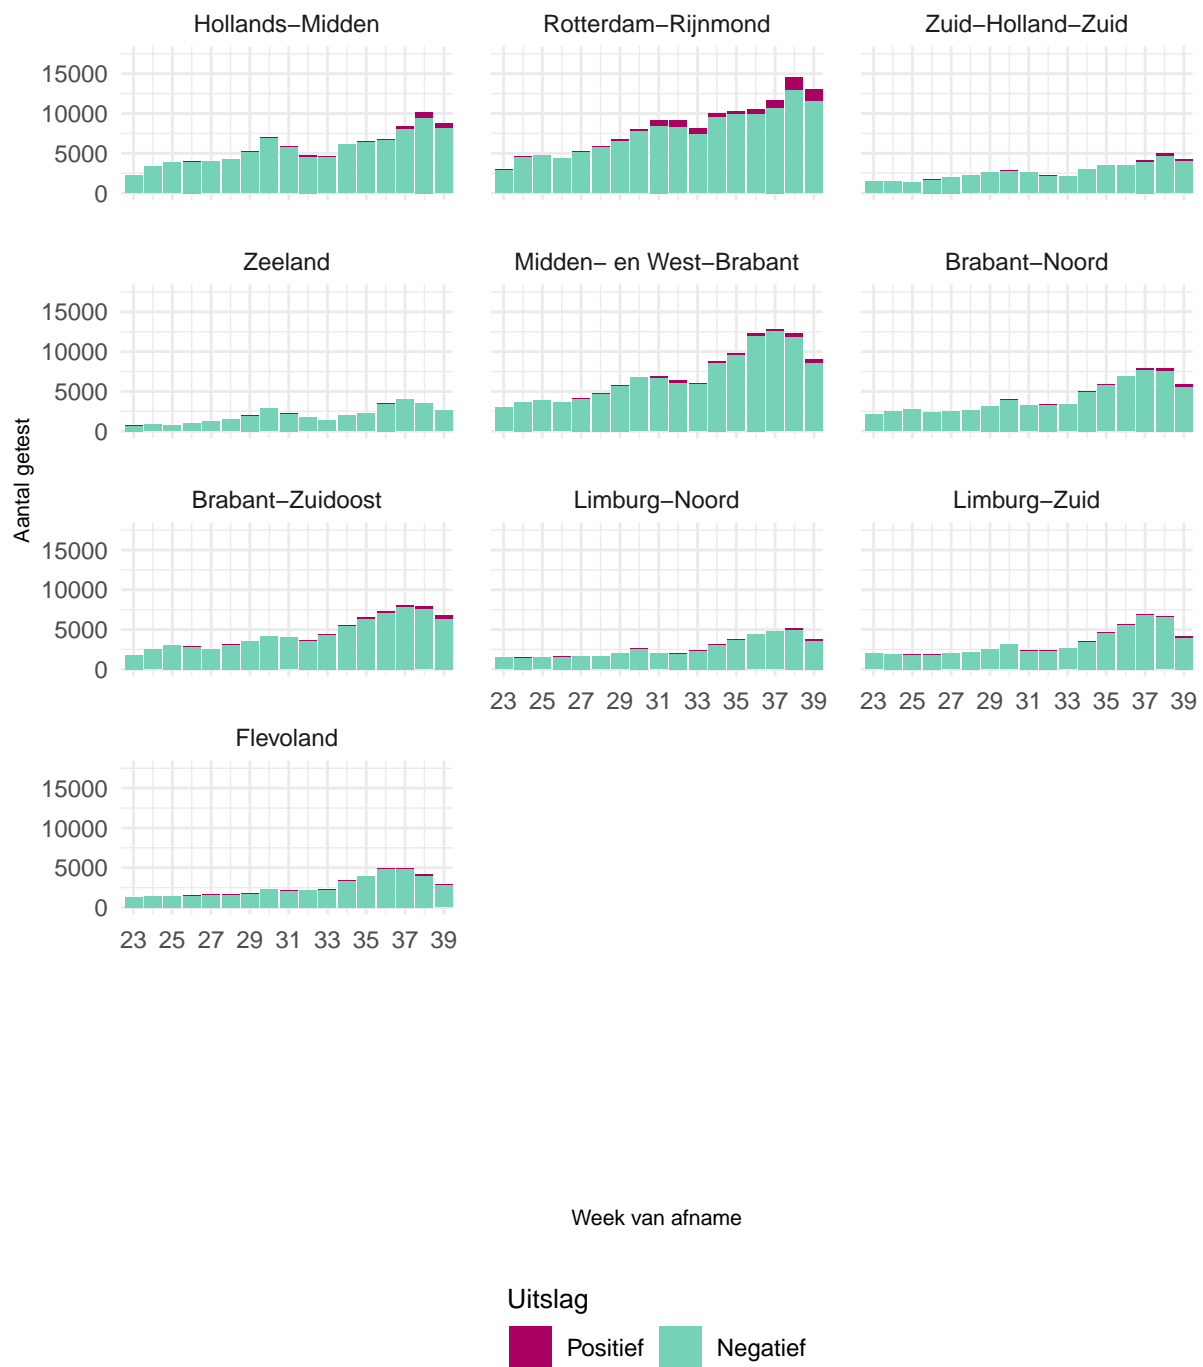 Hollands−Midden Rotterdam−Rijnmond Zuid−Holland−Zuid
15000
10000
5000
0
Zeeland Midden− en West−Brabant Brabant−Noord
15000
10000
5000
0
Aantal getest
Brabant−Zuidoost Limburg−Noord Limburg−Zuid
15000
10000
5000
0
23 25 27 29 31 33 35 37 39 23 25 27 29 31 33 35 37 39
Flevoland
15000
10000
5000
0
23 25 27 29 31 33 35 37 39
Week van afname
Uitslag
Positief Negatief